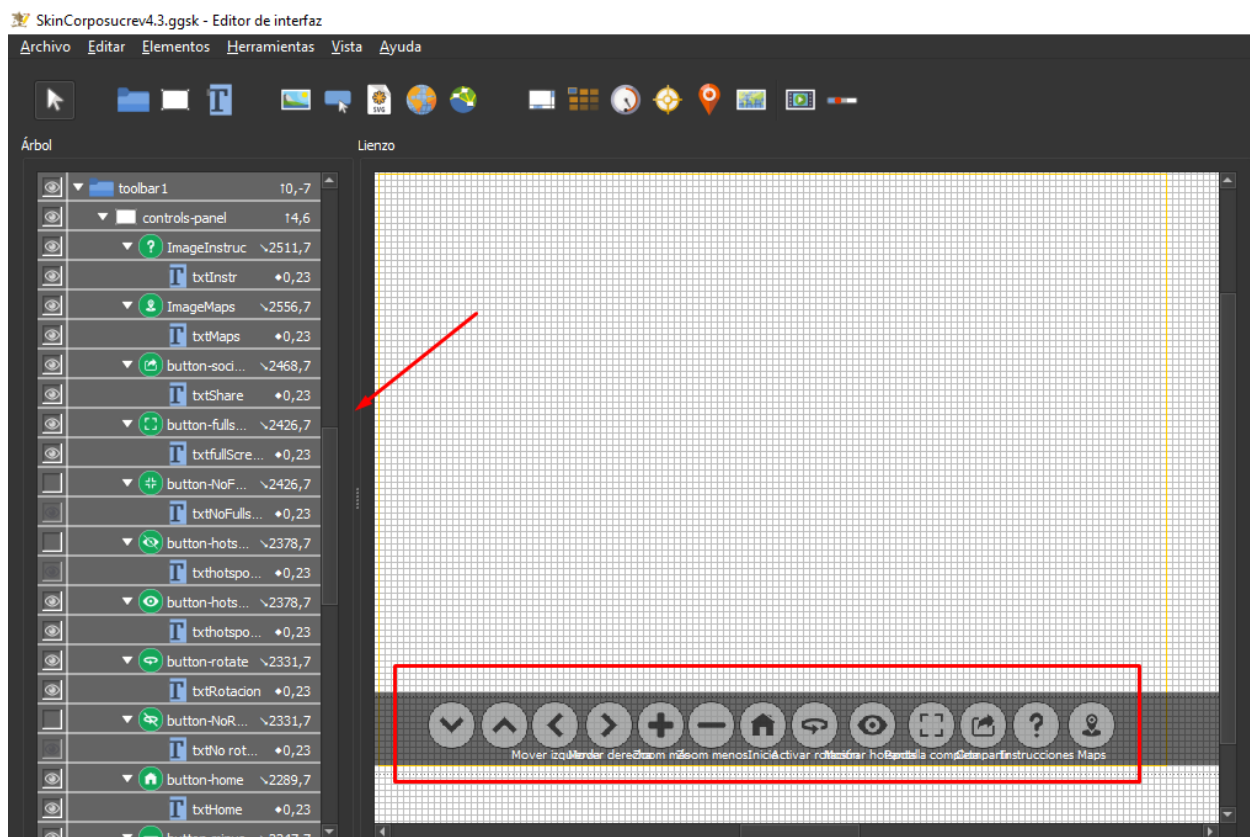 SkinCorposucrev4.3.ggsk - Editor de interfaz
Archivo Editar Elementos Herramientas Vista Ayuda
T SVG
Árbol Lienzo
toolbar1 ↑0,-7
controls-panel ↑4,6
? ImageInstruc ↘2511,7
T txtInstr ◆0,23
ImageMaps ↘2556,7
T txtMaps ◆0,23
button-soci... ↘2468,7
T txtShare ◆0,23
button-fulls... ↘2426,7
T txtfullScre... ◆0,23
button-NoF... ↘2426,7
T txtNoFulls... ◆0,23
button-hots... ↘2378,7
T txthotspo... ◆0,23
button-hots... ↘2378,7
T txthotspo... ◆0,23
button-rotate ↘2331,7
T txtRotacion ◆0,23
button-NoR... ↘2331,7
T txtNo rot... ◆0,23
button-home ↘2289,7
T txtHome ◆0,23
?
Mover derecha Zoom menos Inicio Activar Instrucciones Maps